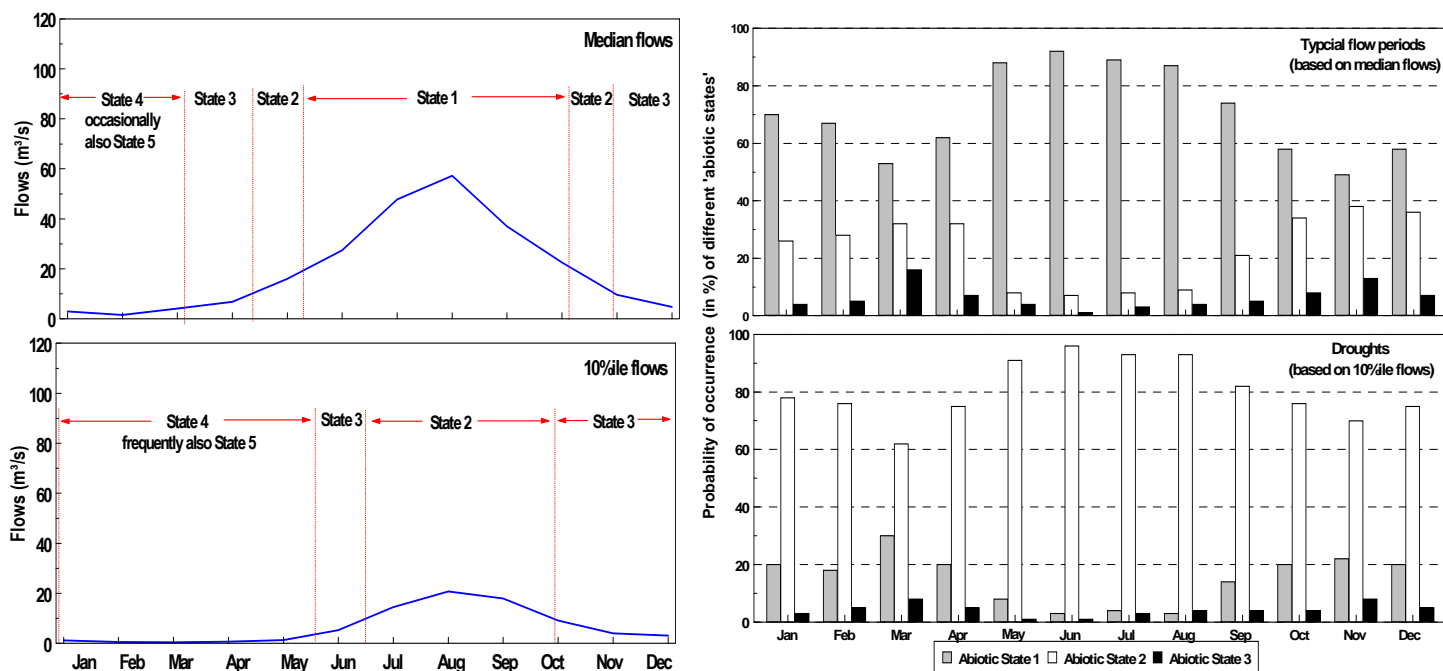 120
100
80
60
40
20
0
Flows (m³/s)
Median flows
State 4
occasionally
also State 5
State 3
State 2
State 1
State 2
State 3
120
100
80
60
40
20
0
Flows (m³/s)
10%ile flows
State 4
frequently also State 5
State 3
State 2
State 3
Jan Feb Mar Apr May Jun Jul Aug Sep Oct Nov Dec
Probability of occurrence (in %) of different 'abiotic states'
100
80
60
40
20
0
Typcial flow periods
(based on median flows)
100
80
60
40
20
0
Droughts
(based on 10%ile flows)
Jan Feb Mar Apr May Jun Jul Aug Sep Oct Nov Dec
Abiotic State 1 Abiotic State 2 Abiotic State 3